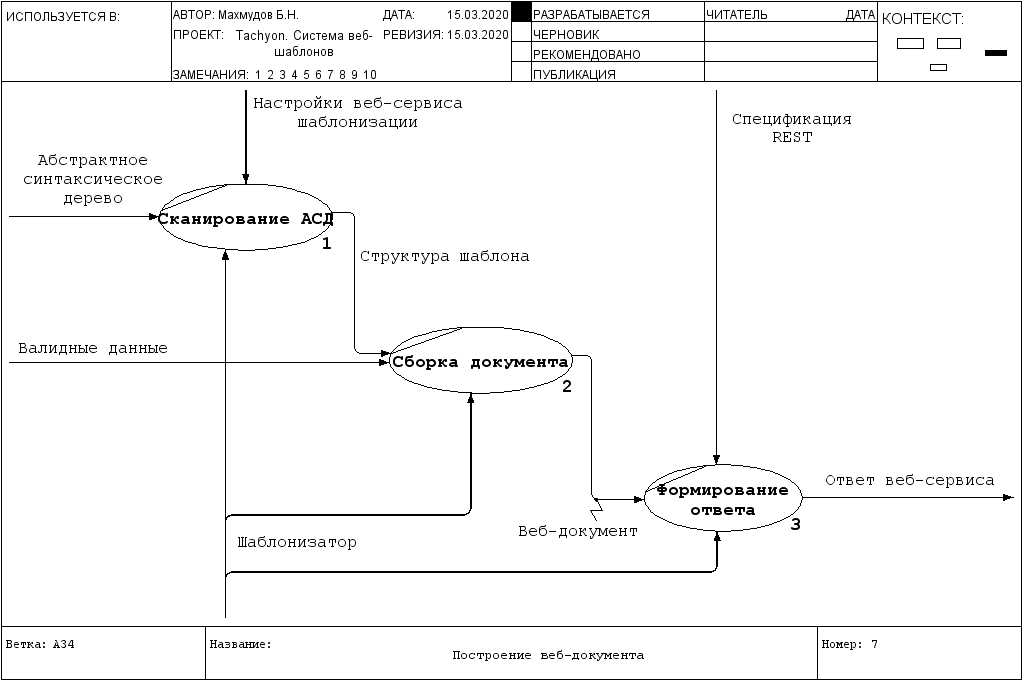 ИСПОЛЬЗУЕТСЯ В:
АВТОР: Махмудов Б.Н.
ДАТА: 15.03.2020
ПРОЕКТ: Tachyon. Система веб-
шаблонов
РЕВИЗИЯ: 15.03.2020
ЗАМЕЧАНИЯ: 1 2 3 4 5 6 7 8 9 10
РАЗРАБАТЫВАЕТСЯ
ЧЕРНОВИК
РЕКОМЕНДОВАНО
ПУБЛИКАЦИЯ
ЧИТАТЕЛЬ
ДАТА
КОНТЕКСТ:
Настройки веб-сервиса
шаблонизации
Спецификация
REST
Абстрактное
синтаксическое
дерево
Сканирование АСД
1
Структура шаблона
Валидные данные
Сборка документа
2
Ответ веб-сервиса
Формирование
ответа
3
Веб-документ
Шаблонизатор
Ветка: A34
Название:
Построение веб-документа
Номер: 7